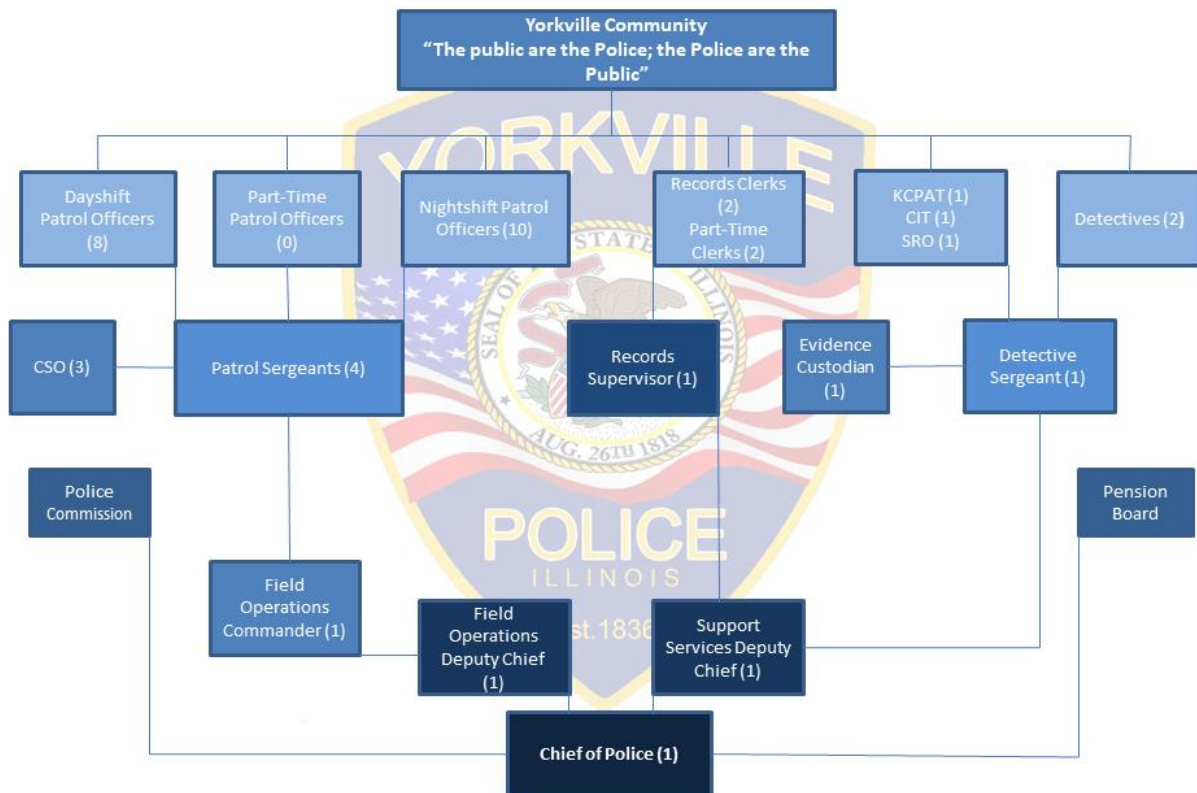 Yorkville Community
“The public are the Police; the Police are the
Public”
YORKVILLE
Dayshift
Patrol Officers
(8)
Part-Time
Patrol Officers
(0)
Nightshift Patrol
Officers (10)
Records Clerks
(2)
Part-Time
Clerks (2)
KCPAT (1)
CIT (1)
SRO (1)
Detectives (2)
SEAL OF
STATE
ILLINOIS
AUG. 26TH 1818
CSO (3)
Patrol Sergeants (4)
Records
Supervisor (1)
Evidence
Custodian
(1)
Detective
Sergeant (1)
Police
Commission
Pension
Board
POLICE
ILLINOIS
st.1836
Field
Operations
Commander (1)
Field
Operations
Deputy Chief
(1)
Support
Services Deputy
Chief (1)
Chief of Police (1)